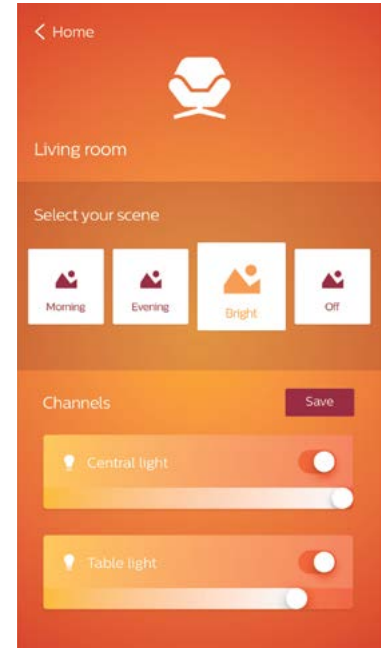 Home
Living room
Select your scene
Morning
Evening
Bright
Off
Channels
Save
Central light
Table light